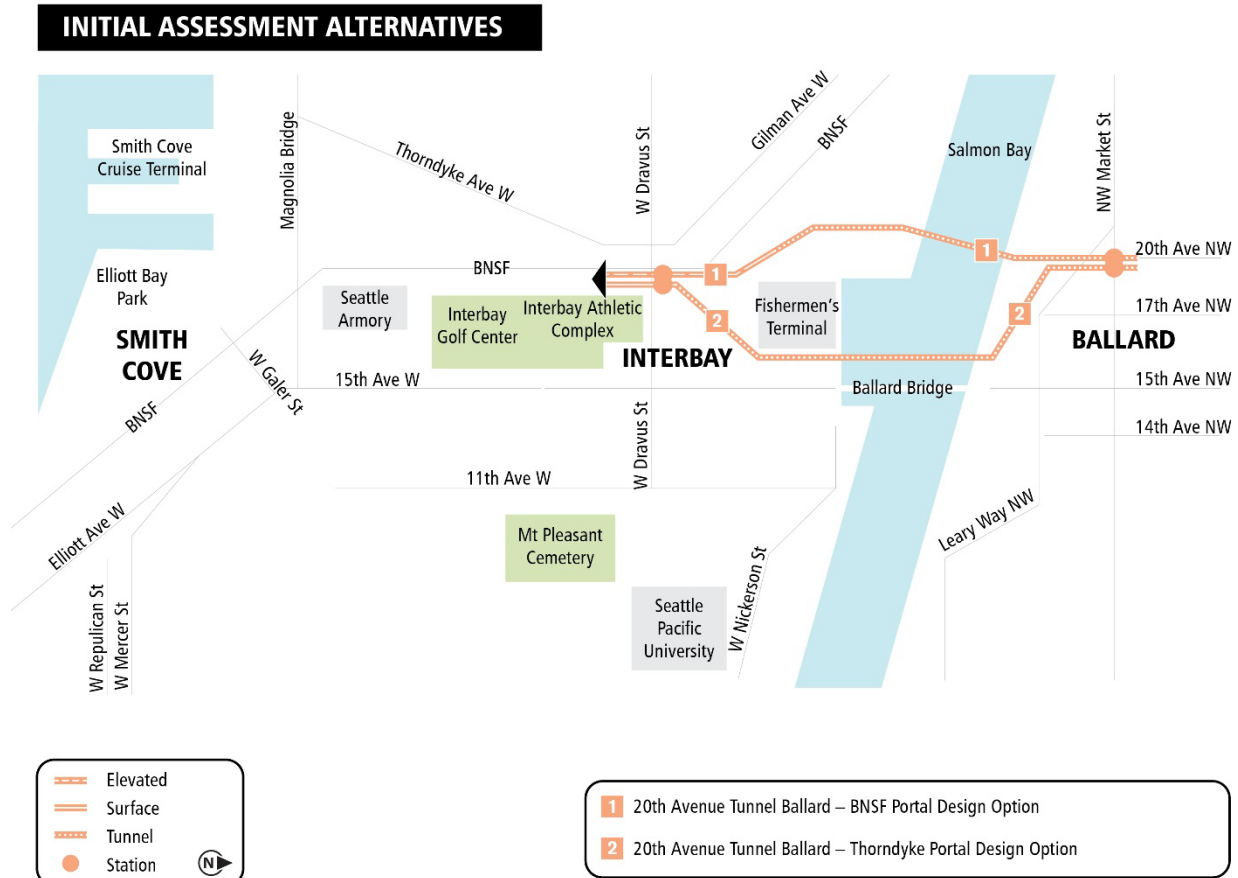 INITIAL ASSESSMENT ALTERNATIVES
Smith Cove
Cruise Terminal
Magnolia Bridge
Thorndyke Ave W
W Dravus St
Gilman Ave W
BNSF
Salmon Bay
NW Market St
Elliott Bay
Park
SMITH
COVE
BNSF
Seattle
Armory
Interbay
Golf Center
Interbay Athletic
Complex
INTERBAY
1
2
Fishermen's
Terminal
1
2
20th Ave NW
17th Ave NW
BALLARD
W Galer St
15th Ave W
Ballard Bridge
15th Ave NW
14th Ave NW
BNSF
W Dravus St
11th Ave W
Elliott Ave W
Mt Pleasant
Cemetery
W Nickerson St
Leary Way NW
W Repulican St
W Mercer St
Seattle
Pacific
University
Elevated
Surface
Tunnel
Station
N
1 20th Avenue Tunnel Ballard – BNSF Portal Design Option
2 20th Avenue Tunnel Ballard – Thorndyke Portal Design Option